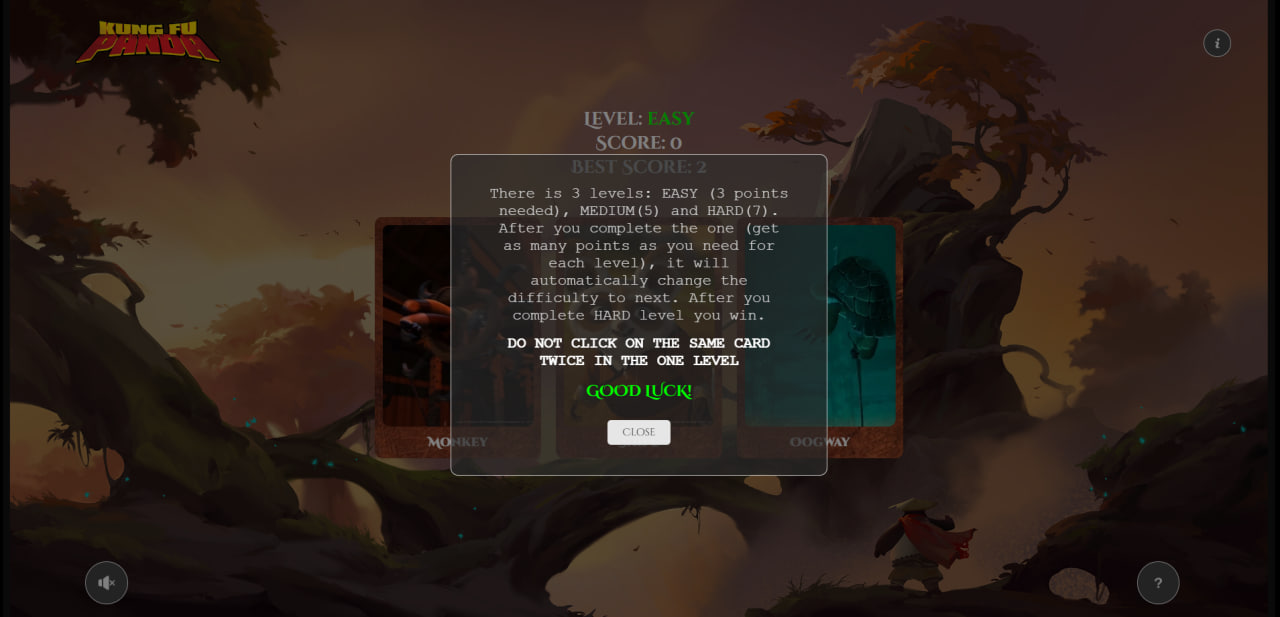 KUNG FU
PANDA
i
LEVEL: EASY
SCORE: 0
BEST SCORE: 2
There is 3 levels: EASY (3 points
needed), MEDIUM(5) and HARD(7).
After you complete the one (get
as many points as you need for
each level), it will
automatically change the
difficulty to next. After you
complete HARD level you win.
DO NOT CLICK ON THE SAME CARD
TWICE IN THE ONE LEVEL
GOOD LUCK!
CLOSE
MONKEY
OOGWAY
?